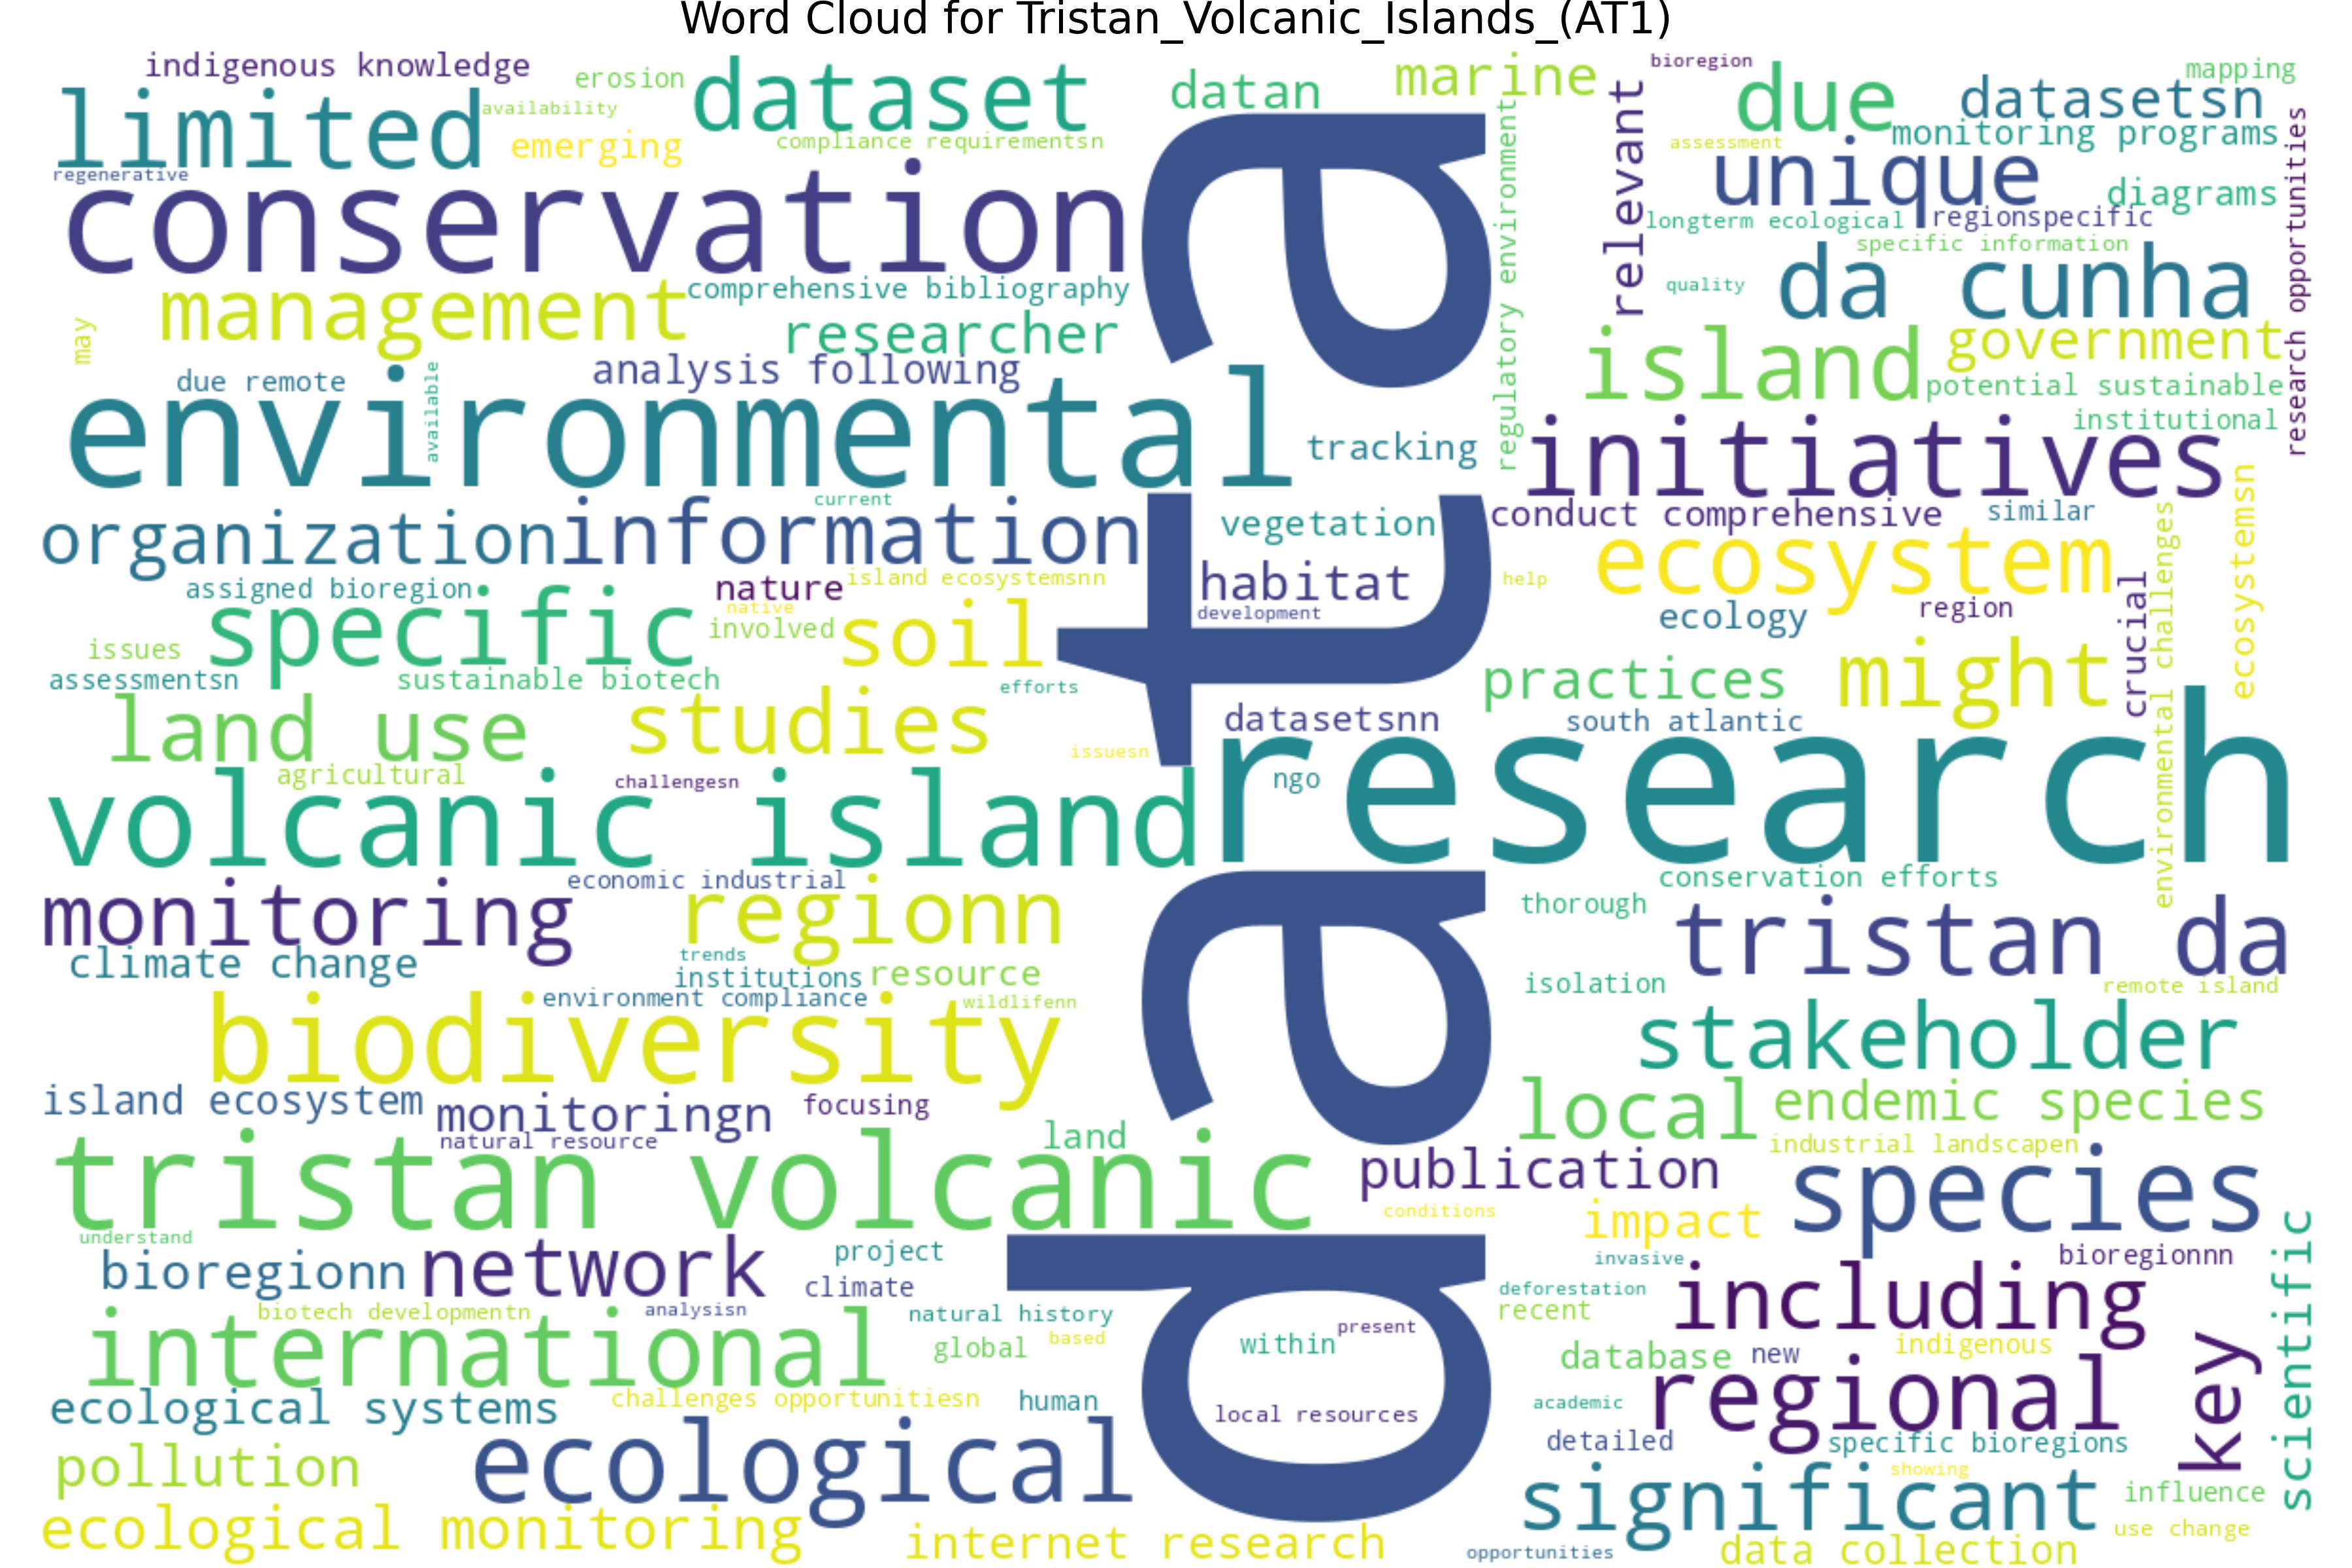 Word Cloud for Tristan_Volcanic_Islands_(AT1)
indigenous knowledge
erosion
dataset
datan
marine
bioregion
due
mapping
limited
availability
emerging
compliance requirementsn
regenerative
relevant
datasetsn
assessment
monitoring programs
unique
diagrams
research opportunities
conservation
regulatory environment
longterm ecological
regionspecific
specific information
da cunha
quality
management
comprehensive bibliography
researcher
may
island
government
due remote
available
analysis following
potential sustainable
institutional
environmental
tracking
initiatives
data
current
organization
information
vegetation
conduct comprehensive
similar
ecosystemsn
assigned bioregion
nature
island ecosystemsnn
habitat
help
ecosystem
environmental challenges
crucial
native
development
specific
involved
soil
ecology
region
issues
assessmentsn
sustainable biotech
efforts
practices
might
land use
studies
issuesn
datasetsnn
south atlantic
agricultural
challengesn
ngo
research
volcanic island
economic industrial
conservation efforts
monitoring
regionn
thorough
tristan da
climate change
trends
institutions
resource
isolation
remote island
environment compliance
wildlifenn
biodiversity
stakeholder
island ecosystem
monitoringn
focusing
local
endemic species
natural resource
land
industrial landscapen
tristan volcanic
publication
species
conditions
impact
understand
bioregionn
network
project
climate
invasive
bioregionnn
deforestation
including
scientific
biotech developmentn
analysisn
natural history
recent
international
global
based
within
present
database
new
indigenous
key
ecological systems
challenges opportunitiesn
human
local resources
academic
regional
pollution
ecological
detailed
specific bioregions
showing
significant
influence
ecological monitoring
internet research
opportunities
data collection
use change